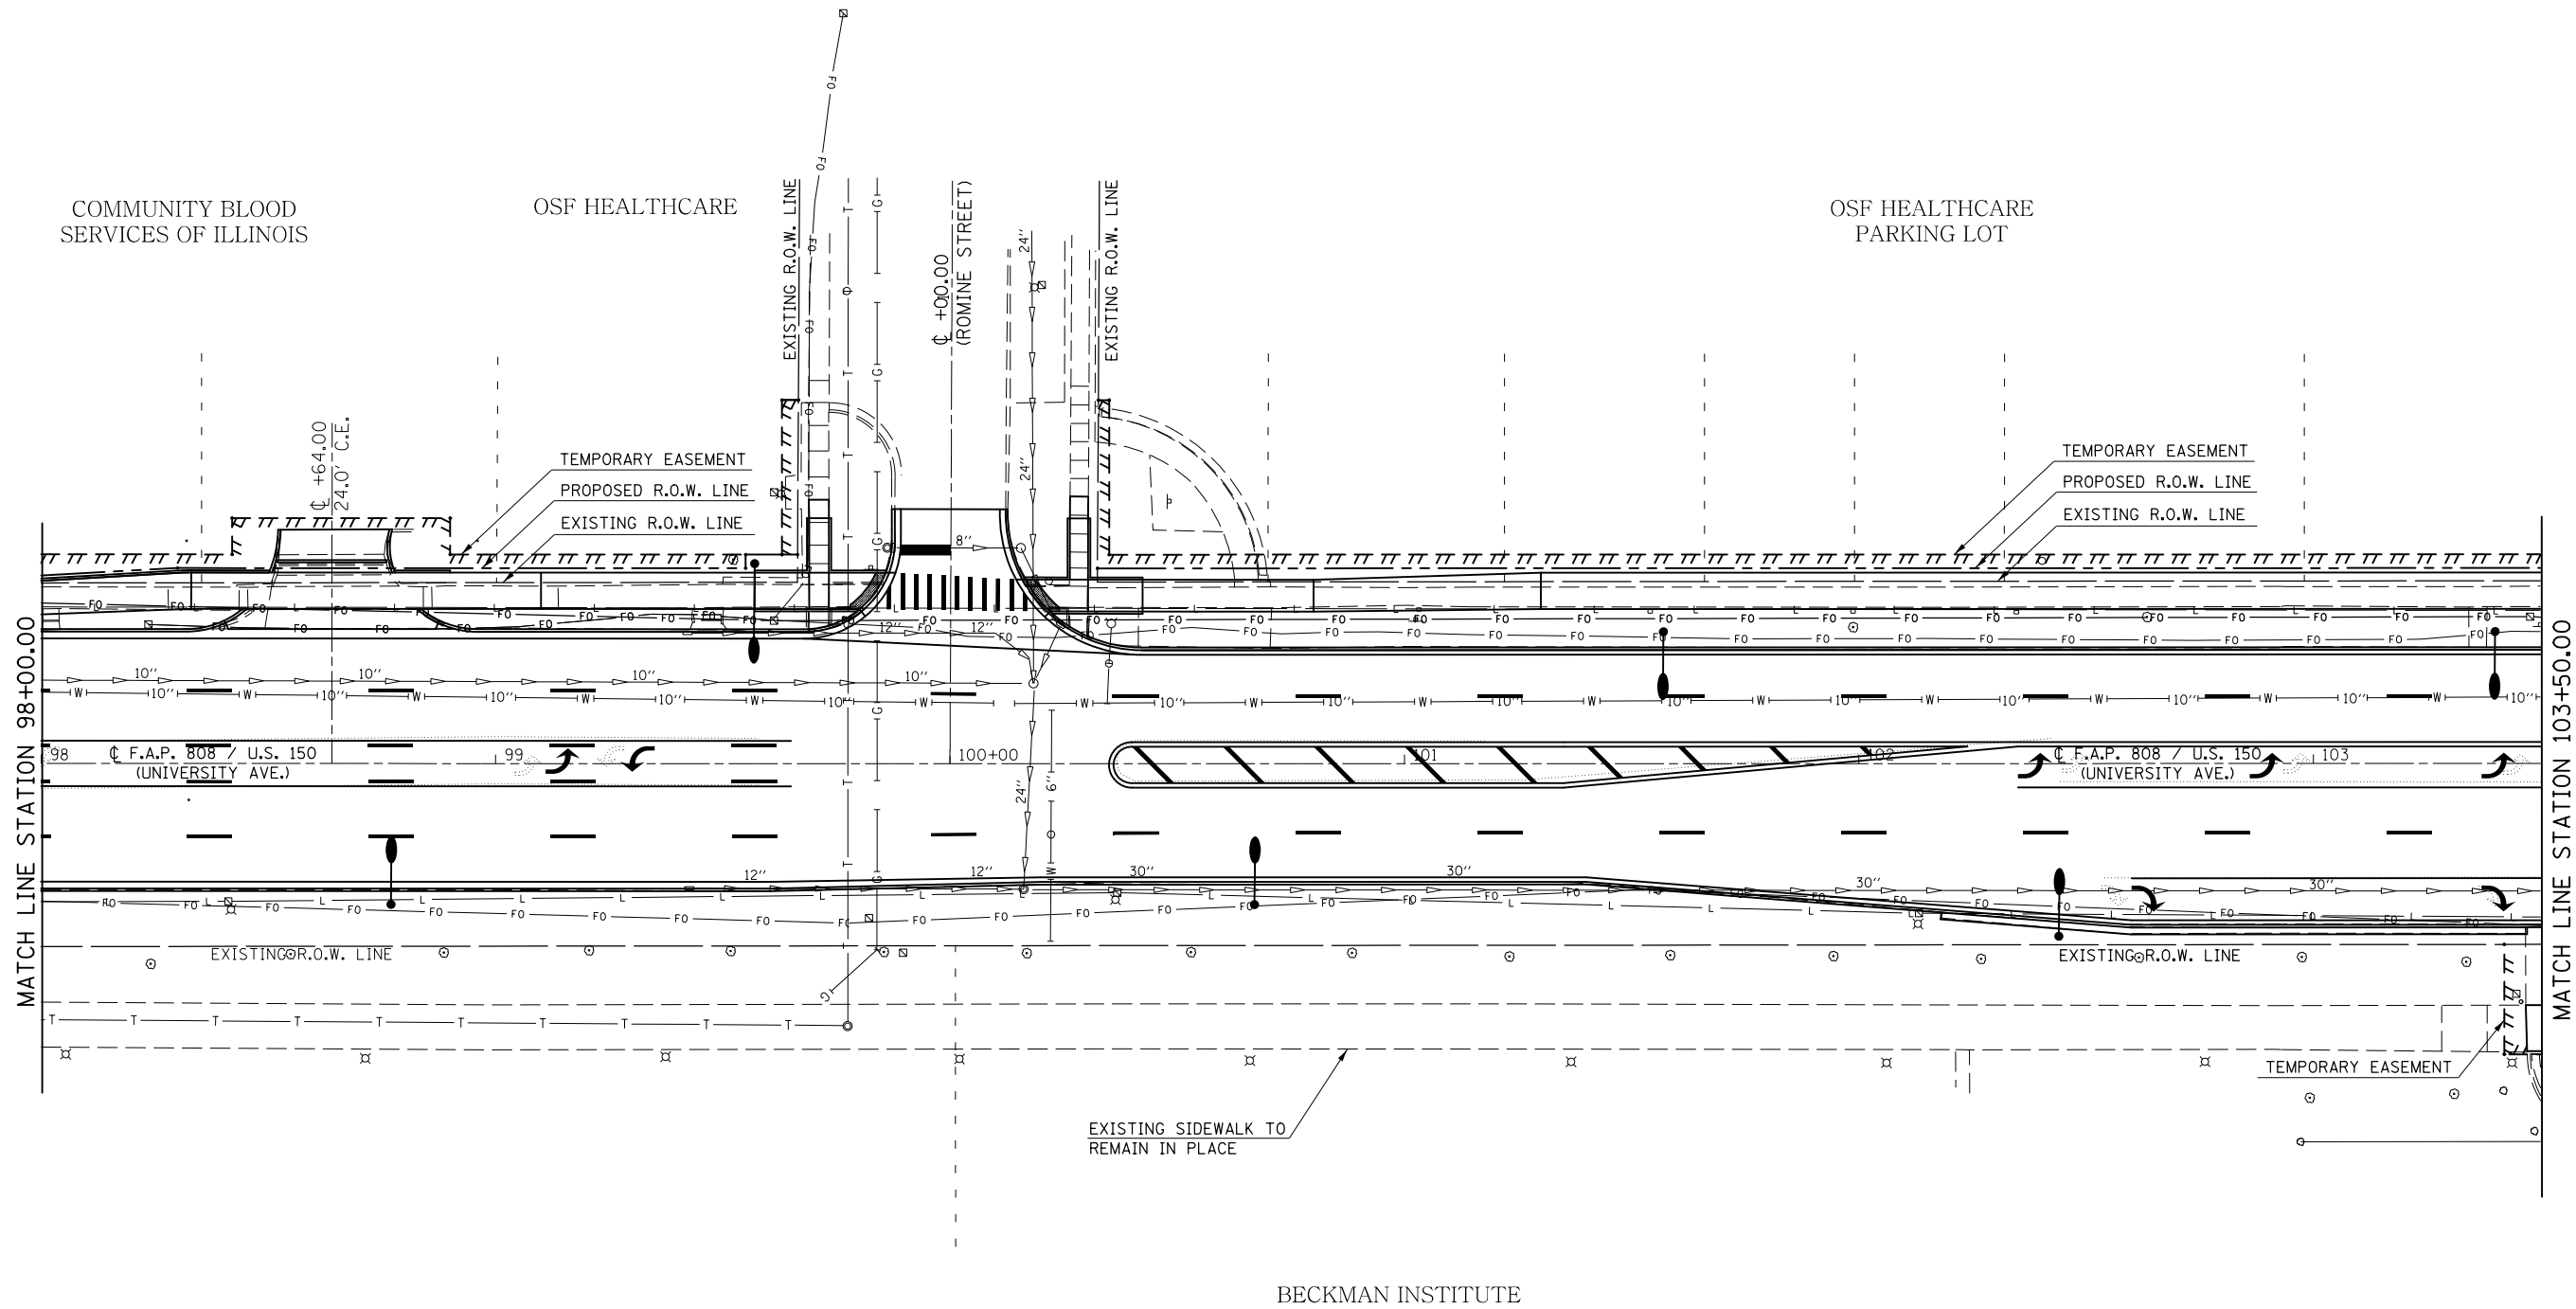 COMMUNITY BLOOD
SERVICES OF ILLINOIS
OSF HEALTHCARE
EXISTING R.O.W. LINE
℄ +00.00
(ROMINE STREET)
EXISTING R.O.W. LINE
OSF HEALTHCARE
PARKING LOT
24''
24''
℄ +64.00
24.0' C.E.
TEMPORARY EASEMENT
PROPOSED R.O.W. LINE
EXISTING R.O.W. LINE
TEMPORARY EASEMENT
PROPOSED R.O.W. LINE
EXISTING R.O.W. LINE
8''
12'' 12''
MATCH LINE STATION 98+00.00
MATCH LINE STATION 103+50.00
10'' 10'' 10'' 10''
W 10'' W 10'' W 10'' W 10'' W 10'' W W 10'' W 10'' W 10'' W 10'' W 10'' W 10'' W 10'' W 10'' W 10''
98 ℄ F.A.P. 808 / U.S. 150 99 100+00 101 102 ℄ F.A.P. 808 / U.S. 150 103
(UNIVERSITY AVE.) (UNIVERSITY AVE.)
24'' 6''
12'' 12'' 30'' 30'' 30'' 30''
EXISTING R.O.W. LINE
EXISTING R.O.W. LINE
T T T T T T T T T T
TEMPORARY EASEMENT
EXISTING SIDEWALK TO
REMAIN IN PLACE
BECKMAN INSTITUTE